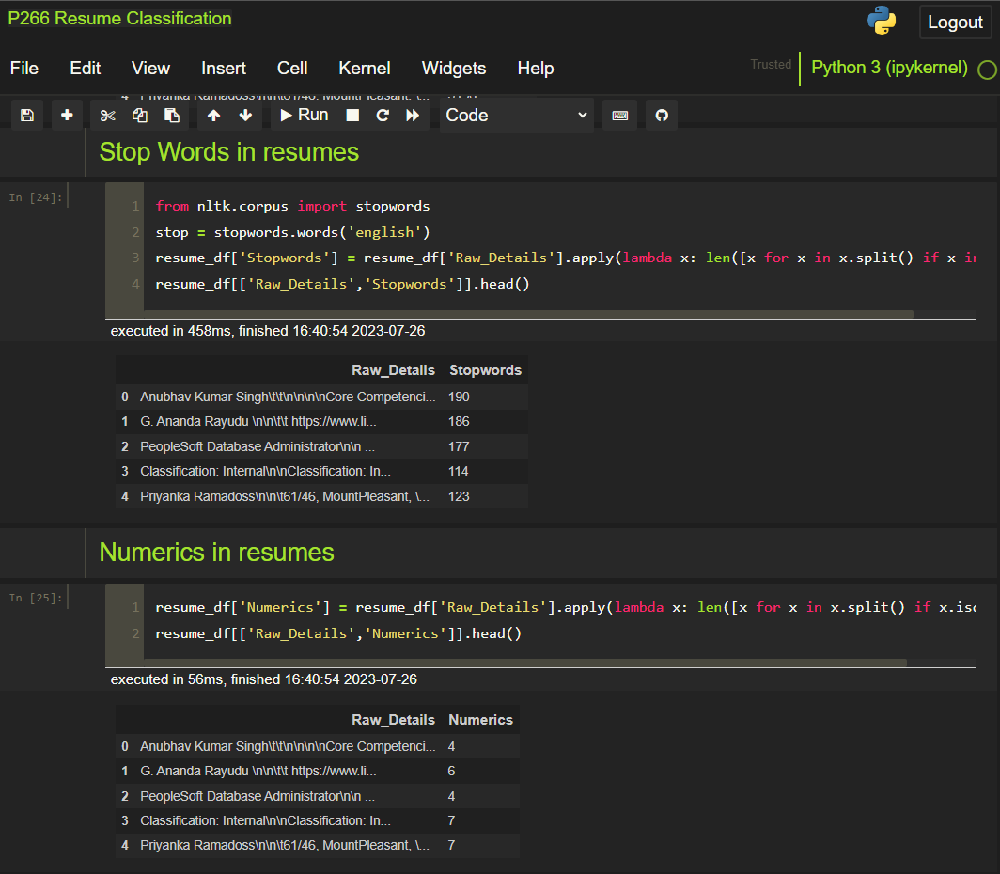 P266 Resume Classification
Logout
File Edit View Insert Cell Kernel Widgets Help
Trusted
Python 3 (ipykernel)
4 Priyanka Ramadoss\n\n\t61/46, MountPleasant, \...
Run
Code
Stop Words in resumes
In [24]:
1 from nltk.corpus import stopwords
2 stop = stopwords.words('english')
3 resume_df['Stopwords'] = resume_df['Raw_Details'].apply(lambda x: len([x for x in x.split() if x in
4 resume_df[['Raw_Details','Stopwords']].head()
executed in 458ms, finished 16:40:54 2023-07-26
Raw_Details Stopwords
0 Anubhav Kumar Singh\t\t\n\n\n\nCore Competenci... 190
1 G. Ananda Rayudu \n\n\t\t https://www.li... 186
2 PeopleSoft Database Administrator\n\n ... 177
3 Classification: Internal\n\nClassification: In... 114
4 Priyanka Ramadoss\n\n\t61/46, MountPleasant, \... 123
Numerics in resumes
In [25]:
1 resume_df['Numerics'] = resume_df['Raw_Details'].apply(lambda x: len([x for x in x.split() if x.is
2 resume_df[['Raw_Details','Numerics']].head()
executed in 56ms, finished 16:40:54 2023-07-26
Raw_Details Numerics
0 Anubhav Kumar Singh\t\t\n\n\n\nCore Competenci... 4
1 G. Ananda Rayudu \n\n\t\t https://www.li... 6
2 PeopleSoft Database Administrator\n\n ... 4
3 Classification: Internal\n\nClassification: In... 7
4 Priyanka Ramadoss\n\n\t61/46, MountPleasant, \... 7